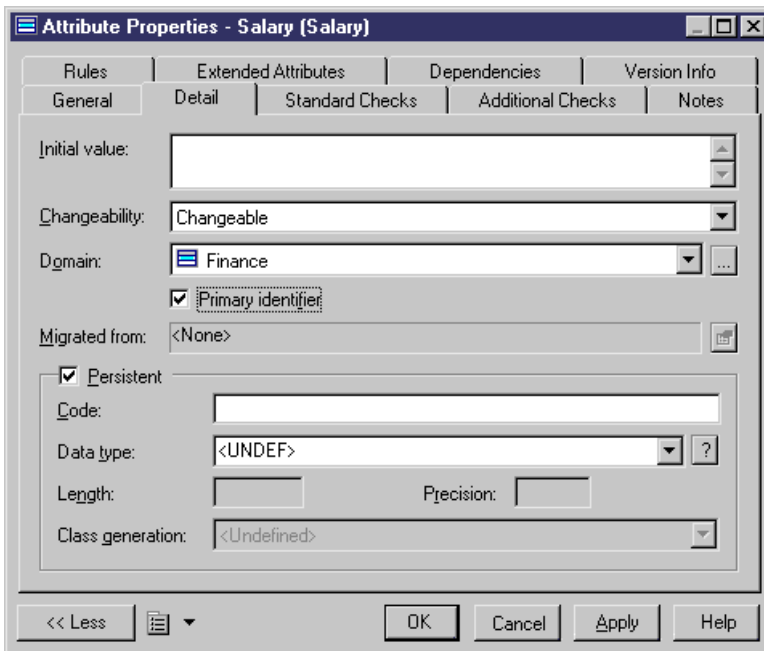 Attribute Properties - Salary (Salary)
Rules Extended Attributes Dependencies Version Info
General Detail Standard Checks Additional Checks Notes
Initial value:
Changeability: Changeable
Domain: Finance ...
Primary identifier
Migrated from: <None>
Persistent
Code:
Data type: <UNDEF> ?
Length: Precision:
Class generation: <Undefined>
<< Less OK Cancel Apply Help